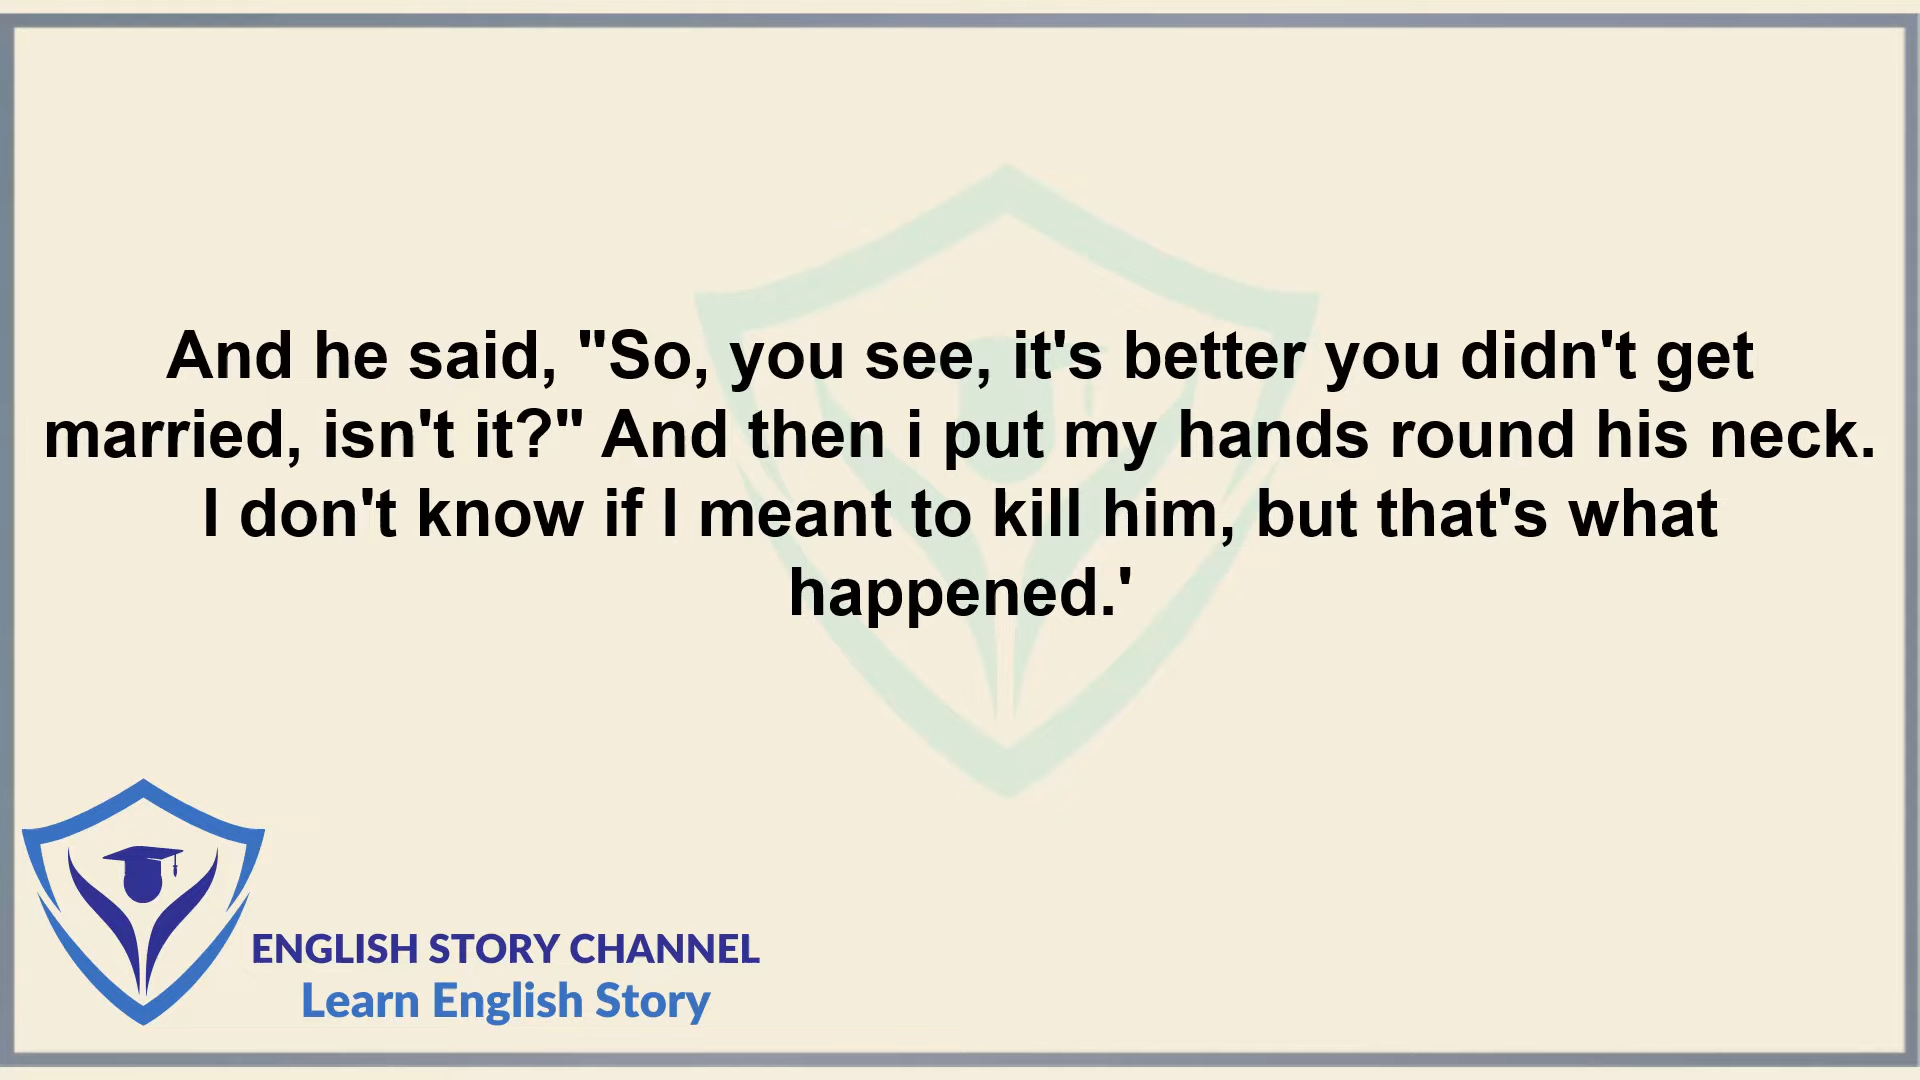 And he said, "So, you see, it's better you didn't get
married, isn't it?" And then i put my hands round his neck.
I don't know if I meant to kill him, but that's what
happened.'
ENGLISH STORY CHANNEL
Learn English Story